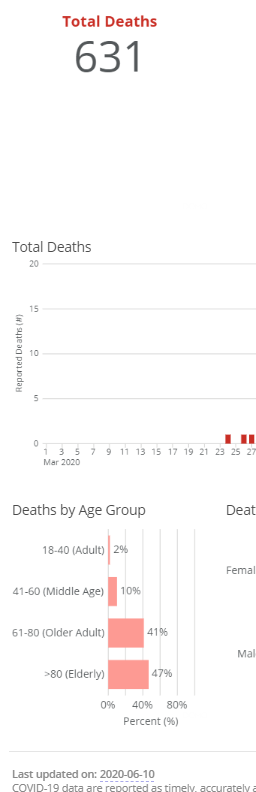 Total Deaths
631
Total Deaths
20
15
10
5
0
Reported Deaths (#)
1 3 5 7 9 11 13 15 17 19 21 23 25 27
Mar 2020
Deaths by Age Group
18-40 (Adult) 2%
41-60 (Middle Age) 10%
61-80 (Older Adult) 41%
>80 (Elderly) 47%
0% 40% 80%
Percent (%)
Last updated on: 2020-06-10
COVID-19 data are reported as timely, accurately a